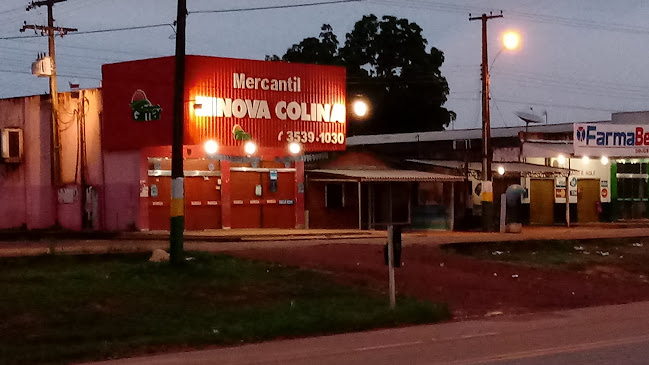 Mercantil
NOVA COLINA
3539-1030
FarmaBe